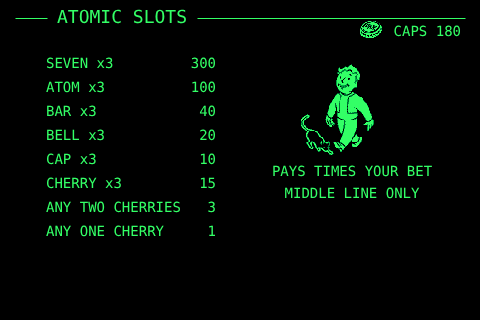 ATOMIC SLOTS
CAPS 180
SEVEN x3 300
ATOM x3 100
BAR x3 40
BELL x3 20
CAP x3 10
CHERRY x3 15
ANY TWO CHERRIES 3
ANY ONE CHERRY 1
PAYS TIMES YOUR BET
MIDDLE LINE ONLY